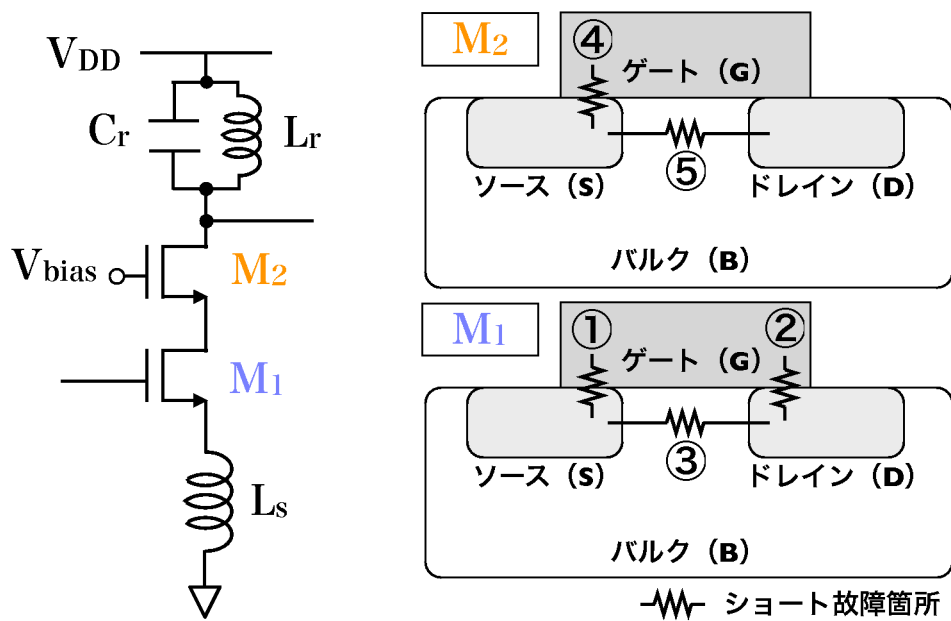 VDD
Cr
Lr
Vbias
M2
M1
Ls
M2
④
ゲート（G）
⑤
ソース（S）
ドレイン（D）
バルク（B）
M1
①
②
ゲート（G）
③
ソース（S）
ドレイン（D）
バルク（B）
ショート故障箇所